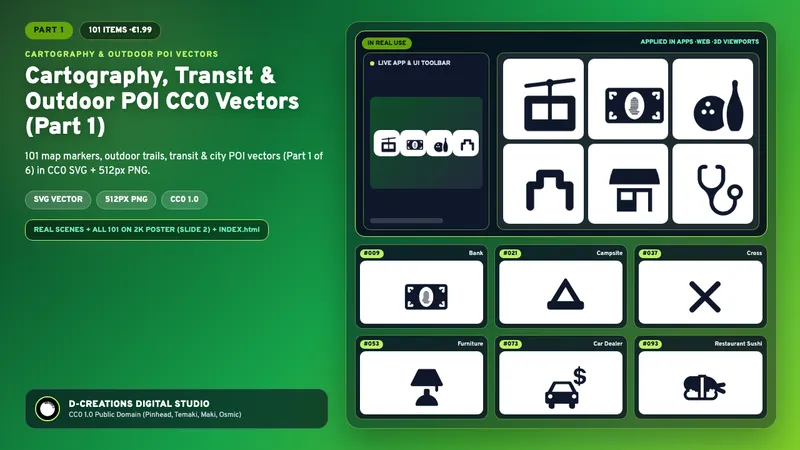 PART 1
101 ITEMS -€1.99
CARTOGRAPHY & OUTDOOR POI VECTORS
Cartography, Transit &
Outdoor POI CC0 Vectors
(Part 1)
101 map markers, outdoor trails, transit & city POI vectors (Part 1 of
6) in CC0 SVG + 512px PNG.
SVG VECTOR
512PX PNG
CC0 1.0
REAL SCENES + ALL 101 ON 2K POSTER (SLIDE 2) + INDEX.html
D-CREATIONS DIGITAL STUDIO
CC0 1.0 Public Domain (Pinhead, Temaki, Maki, Osmic)
IN REAL USE
APPLIED IN APPS ·WEB ·3D VIEWPORTS
LIVE APP & UI TOOLBAR
#009
Bank
#021
Campsite
#037
Cross
#053
Furniture
#073
Car Dealer
$
#093
Restaurant Sushi